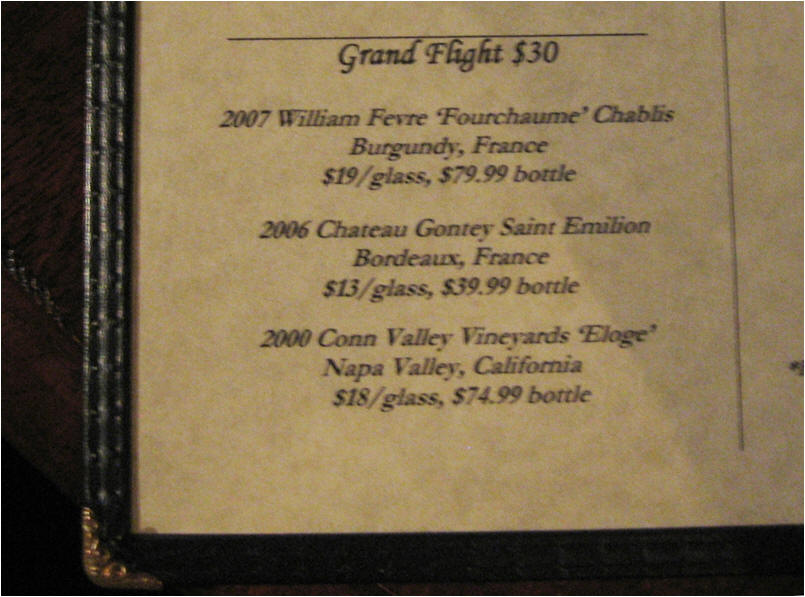 Grand Flight $30
2007 William Fevre 'Fourchaume' Chablis
Burgundy, France
$19/glass, $79.99 bottle
2006 Chateau Gontey Saint Emilion
Bordeaux, France
$13/glass, $39.99 bottle
2000 Conn Valley Vineyards 'Eloge'
Napa Valley, California
$18/glass, $74.99 bottle